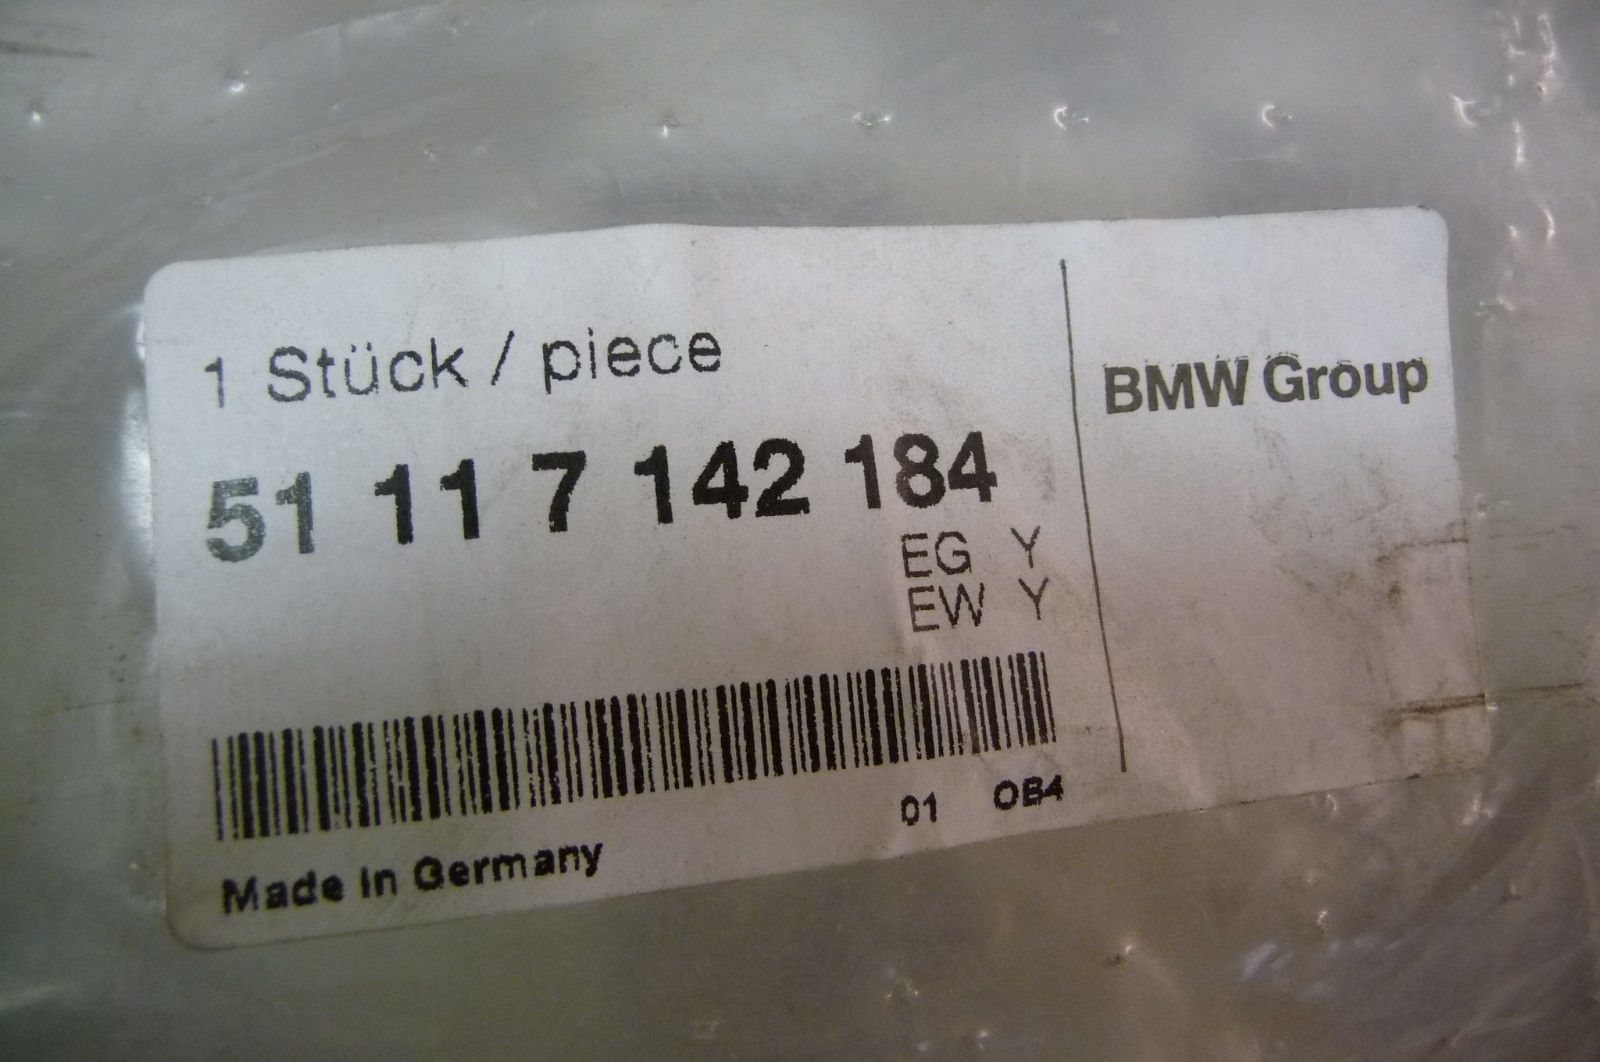 1 Stück / piece
51 11 7 142 184
EG Y
EW Y
01 OB4
Made in Germany
BMW Group